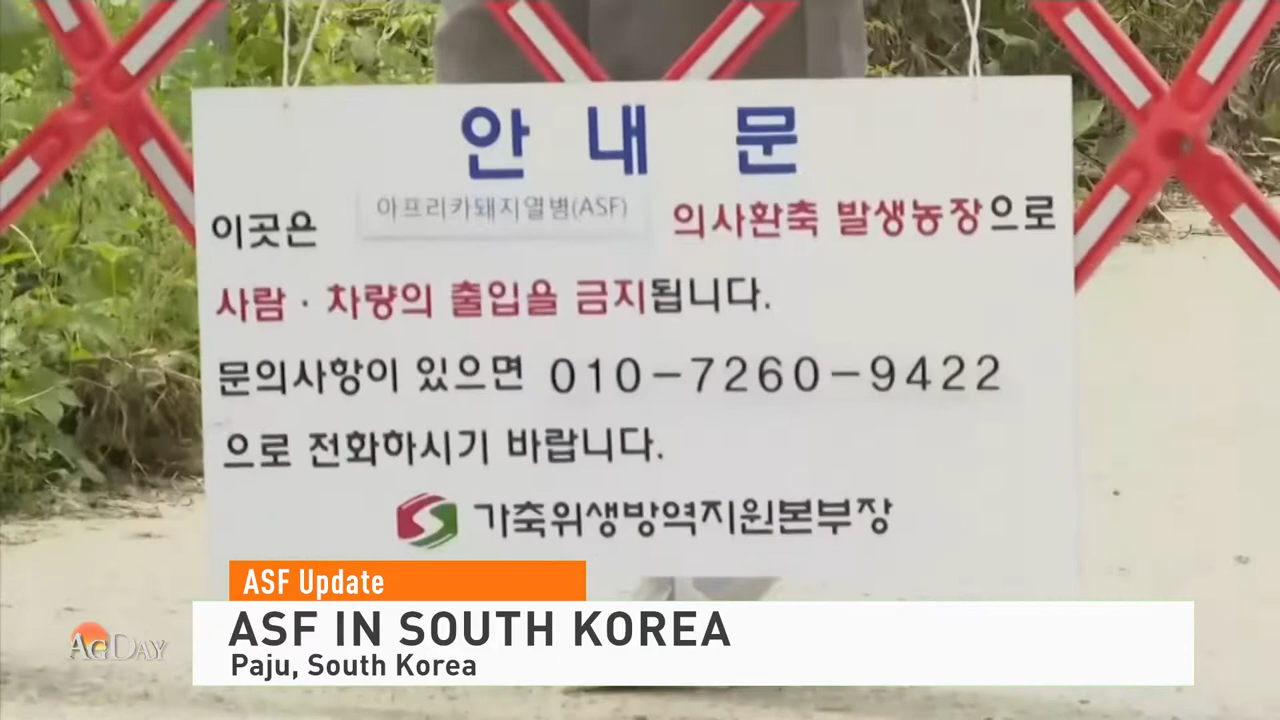 안 내 문
이곳은 아프리카돼지열병(ASF) 의사환축 발생농장으로
사람 · 차량의 출입을 금지됩니다.
문의사항이 있으면 010-7260-9422
으로 전화하시기 바랍니다.
가축위생방역지원본부장
ASF Update
ASF IN SOUTH KOREA
Paju, South Korea
AGDAY